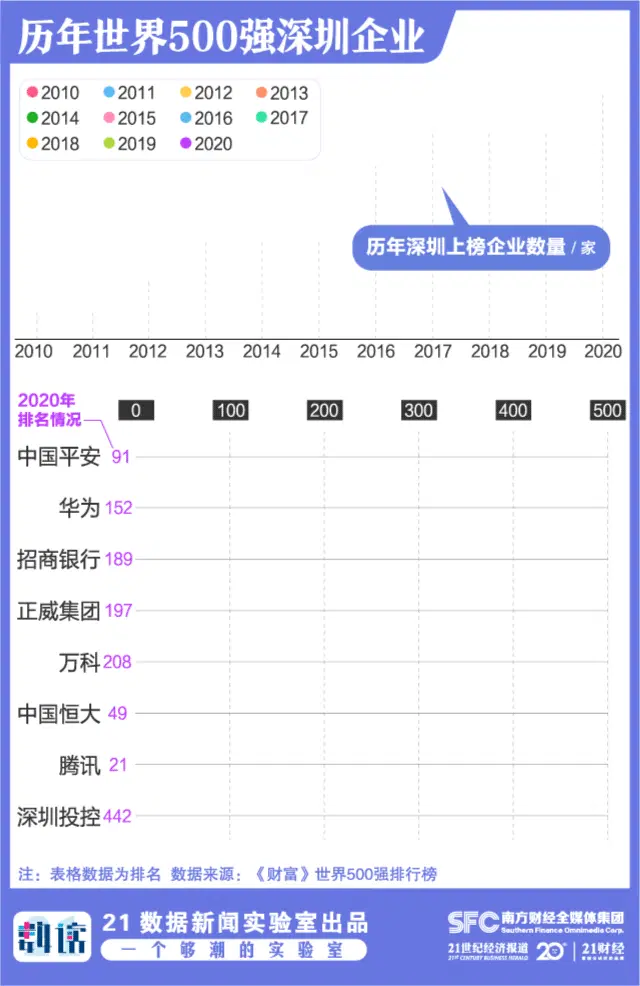 历年世界500强深圳企业
2010 2011 2012 2013
2014 2015 2016 2017
2018 2019 2020
历年深圳上榜企业数量 / 家
2010 2011 2012 2013 2014 2015 2016 2017 2018 2019 2020
2020年
排名情况
0 100 200 300 400 500
中国平安 91
华为 152
招商银行 189
正威集团 197
万科 208
中国恒大 49
腾讯 21
深圳投控 442
注：表格数据为排名 数据来源：《财富》世界500强排行榜
21数据新闻实验室出品
一个够潮的实验室
SFC 南方财经全媒体集团
Southern Finance Omnimedia Corp.
21世纪经济报道 20 21财经
21ST CENTURY BUSINESS HERALD